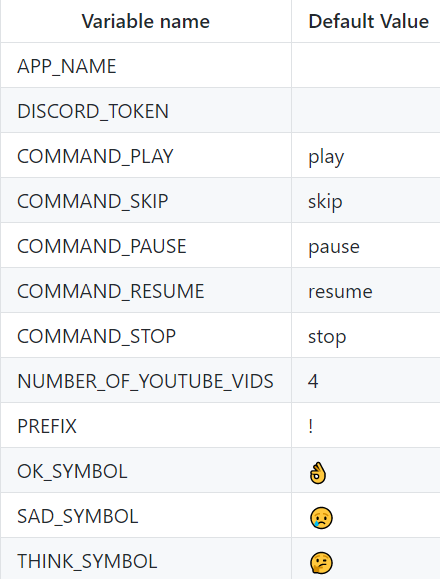 Variable name Default Value
APP_NAME
DISCORD_TOKEN
COMMAND_PLAY play
COMMAND_SKIP skip
COMMAND_PAUSE pause
COMMAND_RESUME resume
COMMAND_STOP stop
NUMBER_OF_YOUTUBE_VIDS 4
PREFIX !
OK_SYMBOL 👌
SAD_SYMBOL 😢
THINK_SYMBOL 🤔